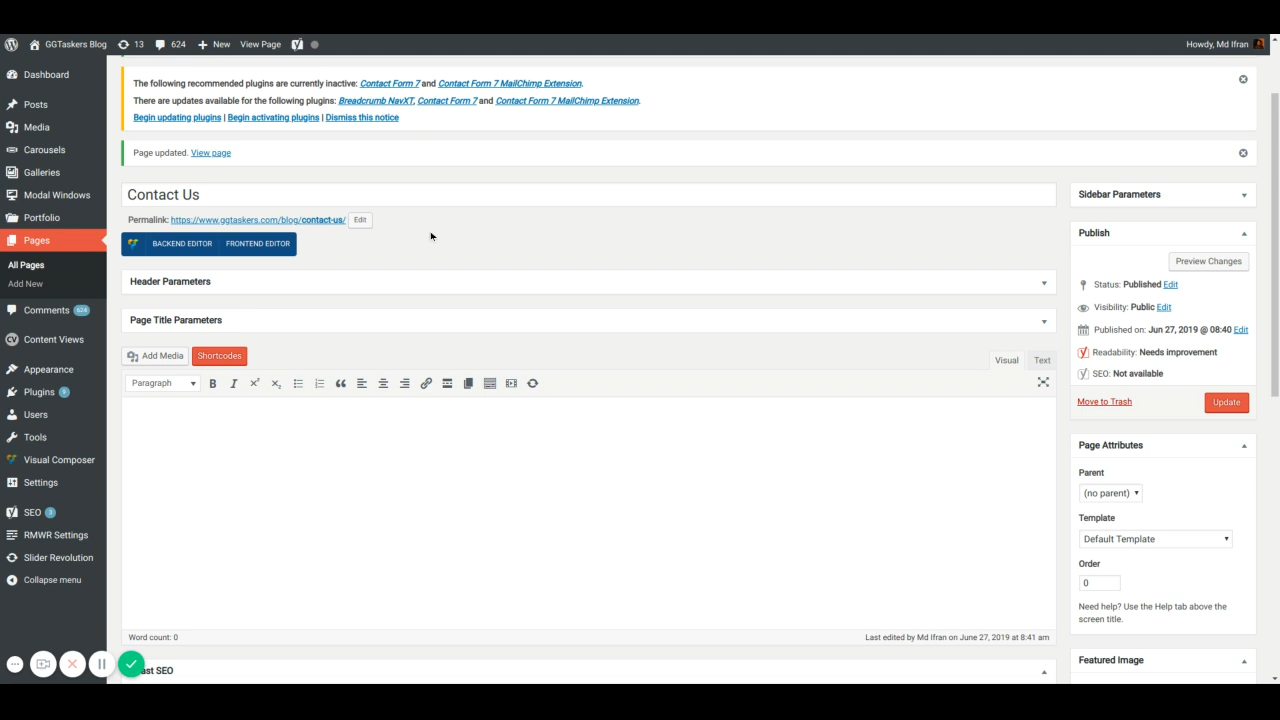 GGTaskers Blog 13 624 New View Page Howdy, Md Ifran
Dashboard
Posts
Media
Carousels
Galleries
Modal Windows
Portfolio
Pages
All Pages
Add New
Comments 624
Content Views
Appearance
Plugins 9
Users
Tools
Visual Composer
Settings
SEO 3
RMWR Settings
Slider Revolution
Collapse menu
The following recommended plugins are currently inactive: Contact Form 7 and Contact Form 7 MailChimp Extension.
There are updates available for the following plugins: Breadcrumb NavXT, Contact Form 7 and Contact Form 7 MailChimp Extension.
Begin updating plugins | Begin activating plugins | Dismiss this notice
Page updated. View page
Contact Us
Permalink: https://www.ggtaskers.com/blog/contact-us/ Edit
BACKEND EDITOR FRONTEND EDITOR
Header Parameters
Page Title Parameters
Add Media Shortcodes
Visual Text
Paragraph
Word count: 0
Last edited by Md Ifran on June 27, 2019 at 8:41 am
ast SEO
Sidebar Parameters
Publish
Preview Changes
Status: Published Edit
Visibility: Public Edit
Published on: Jun 27, 2019 @ 08:40 Edit
Readability: Needs improvement
SEO: Not available
Move to Trash Update
Page Attributes
Parent
(no parent)
Template
Default Template
Order
0
Need help? Use the Help tab above the
screen title.
Featured Image